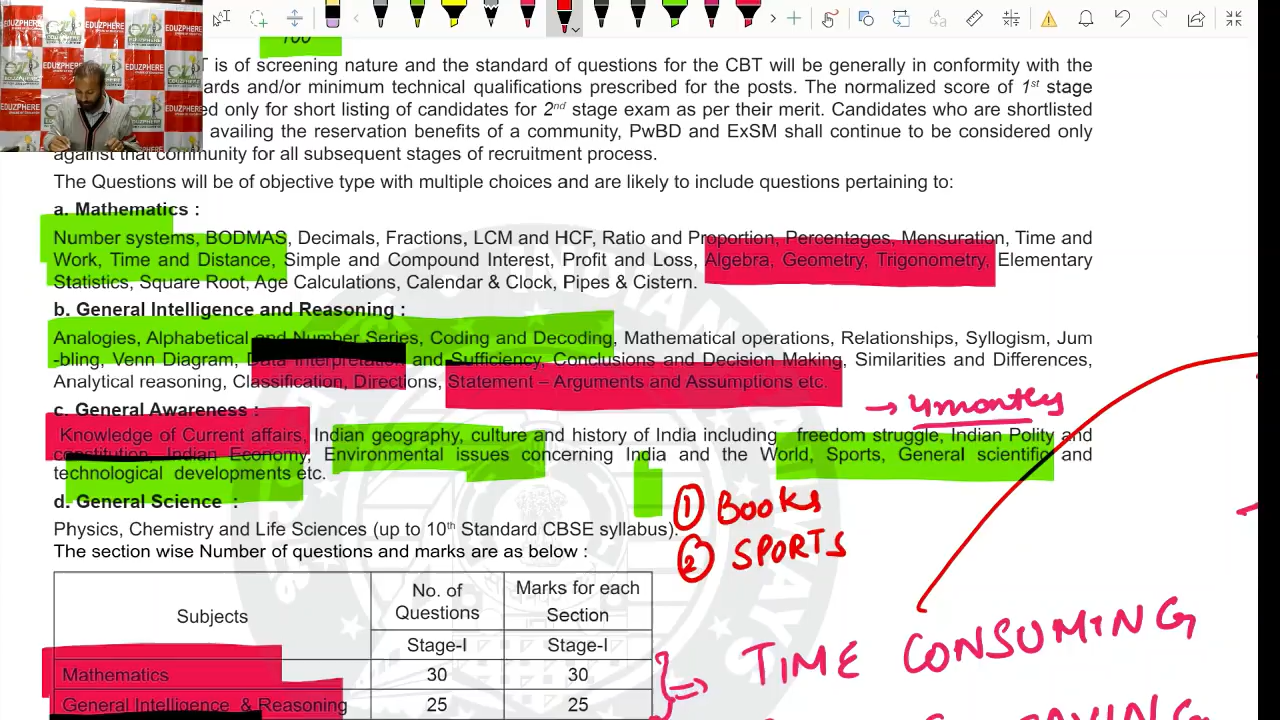 100
T is of screening nature and the standard of questions for the CBT will be generally in conformity with the
ards and/or minimum technical qualifications prescribed for the posts. The normalized score of 1st stage
ed only for short listing of candidates for 2nd stage exam as per their merit. Candidates who are shortlisted
availing the reservation benefits of a community, PwBD and ExSM shall continue to be considered only
against that community for all subsequent stages of recruitment process.
The Questions will be of objective type with multiple choices and are likely to include questions pertaining to:
a. Mathematics :
Number systems, BODMAS, Decimals, Fractions, LCM and HCF, Ratio and Proportion, Percentages, Mensuration, Time and
Work, Time and Distance, Simple and Compound Interest, Profit and Loss, Algebra, Geometry, Trigonometry, Elementary
Statistics, Square Root, Age Calculations, Calendar & Clock, Pipes & Cistern.
b. General Intelligence and Reasoning :
Analogies, Alphabetical and Number Series, Coding and Decoding, Mathematical operations, Relationships, Syllogism, Jum
-bling, Venn Diagram, Data Interpretation and Sufficiency, Conclusions and Decision Making, Similarities and Differences,
Analytical reasoning, Classification, Directions, Statement – Arguments and Assumptions etc.
c. General Awareness :
→ 4monthly
Knowledge of Current affairs, Indian geography, culture and history of India including freedom struggle, Indian Polity and
constitution, Indian Economy, Environmental issues concerning India and the World, Sports, General scientific and
technological developments etc.
d. General Science :
① Books
Physics, Chemistry and Life Sciences (up to 10th Standard CBSE syllabus).
② SPORTS
The section wise Number of questions and marks are as below :
Subjects No. of Questions Marks for each Section
Stage-I Stage-I
Mathematics 30 30
General Intelligence & Reasoning 25 25
TIME CONSUMING
EDUZPHERE